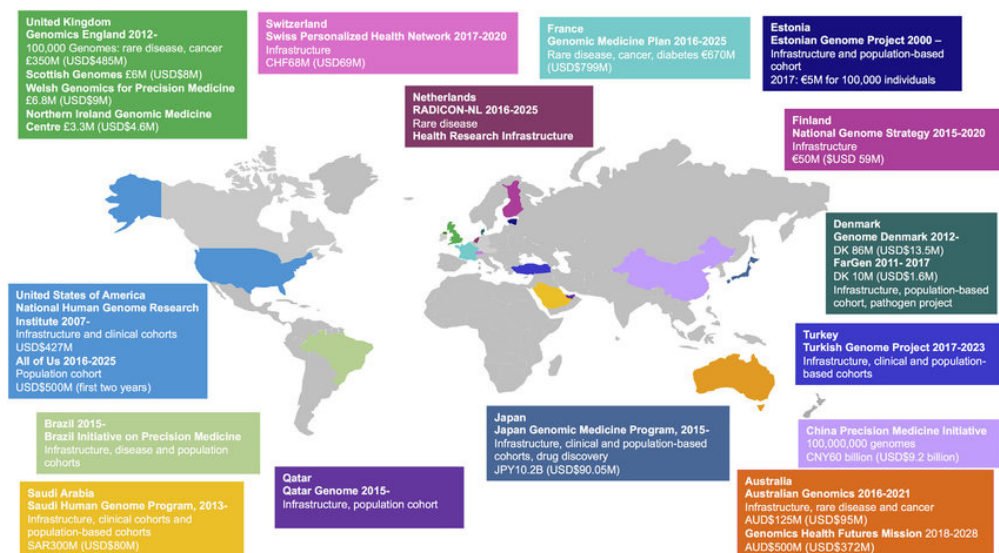 United Kingdom
Genomics England 2012-
100,000 Genomes: rare disease, cancer
£350M (USD$485M)
Scottish Genomes £6M (USD$8M)
Welsh Genomics for Precision Medicine
£6.8M (USD$9M)
Northern Ireland Genomic Medicine
Centre £3.3M (USD$4.6M)
Switzerland
Swiss Personalized Health Network 2017-2020
Infrastructure
CHF68M (USD69M)
France
Genomic Medicine Plan 2016-2025
Rare disease, cancer, diabetes €670M
(USD$799M)
Estonia
Estonian Genome Project 2000 –
Infrastructure and population-based
cohort
2017: €5M for 100,000 individuals
Netherlands
RADICON-NL 2016-2025
Rare disease
Health Research Infrastructure
Finland
National Genome Strategy 2015-2020
Infrastructure
€50M ($USD 59M)
Denmark
Genome Denmark 2012-
DK 86M (USD$13.5M)
FarGen 2011- 2017
DK 10M (USD$1.6M)
Infrastructure, population-based
cohort, pathogen project
United States of America
National Human Genome Research
Institute 2007-
Infrastructure and clinical cohorts
USD$427M
All of Us 2016-2025
Population cohort
USD$500M (first two years)
Turkey
Turkish Genome Project 2017-2023
Infrastructure, clinical and population-
based cohorts
Brazil 2015-
Brazil Initiative on Precision Medicine
Infrastructure, disease and population
cohorts
Japan
Japan Genomic Medicine Program, 2015-
Infrastructure, clinical and population-based
cohorts, drug discovery
JPY10.2B (USD$90.05M)
China Precision Medicine Initiative
100,000,000 genomes
CNY60 billion (USD$9.2 billion)
Saudi Arabia
Saudi Human Genome Program, 2013-
Infrastructure, clinical cohorts and
population-based cohorts
SAR300M (USD$80M)
Qatar
Qatar Genome 2015-
Infrastructure, population cohort
Australia
Australian Genomics 2016-2021
Infrastructure, rare disease and cancer
AUD$125M (USD$95M)
Genomics Health Futures Mission 2018-2028
AUD$500M (USD$372M)